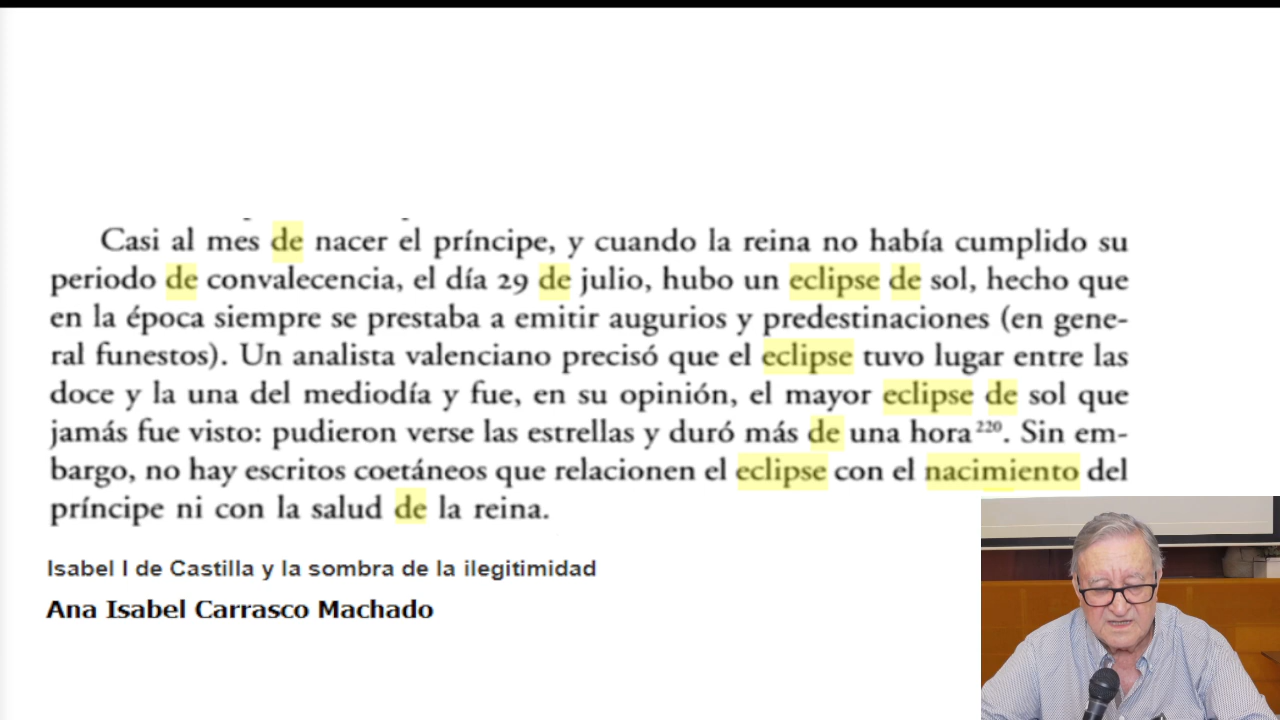 Casi al mes de nacer el príncipe, y cuando la reina no había cumplido su
periodo de convalecencia, el día 29 de julio, hubo un eclipse de sol, hecho que
en la época siempre se prestaba a emitir augurios y predestinaciones (en gene-
ral funestos). Un analista valenciano precisó que el eclipse tuvo lugar entre las
doce y la una del mediodía y fue, en su opinión, el mayor eclipse de sol que
jamás fue visto: pudieron verse las estrellas y duró más de una hora²²⁰. Sin em-
bargo, no hay escritos coetáneos que relacionen el eclipse con el nacimiento del
príncipe ni con la salud de la reina.
Isabel I de Castilla y la sombra de la ilegitimidad
Ana Isabel Carrasco Machado